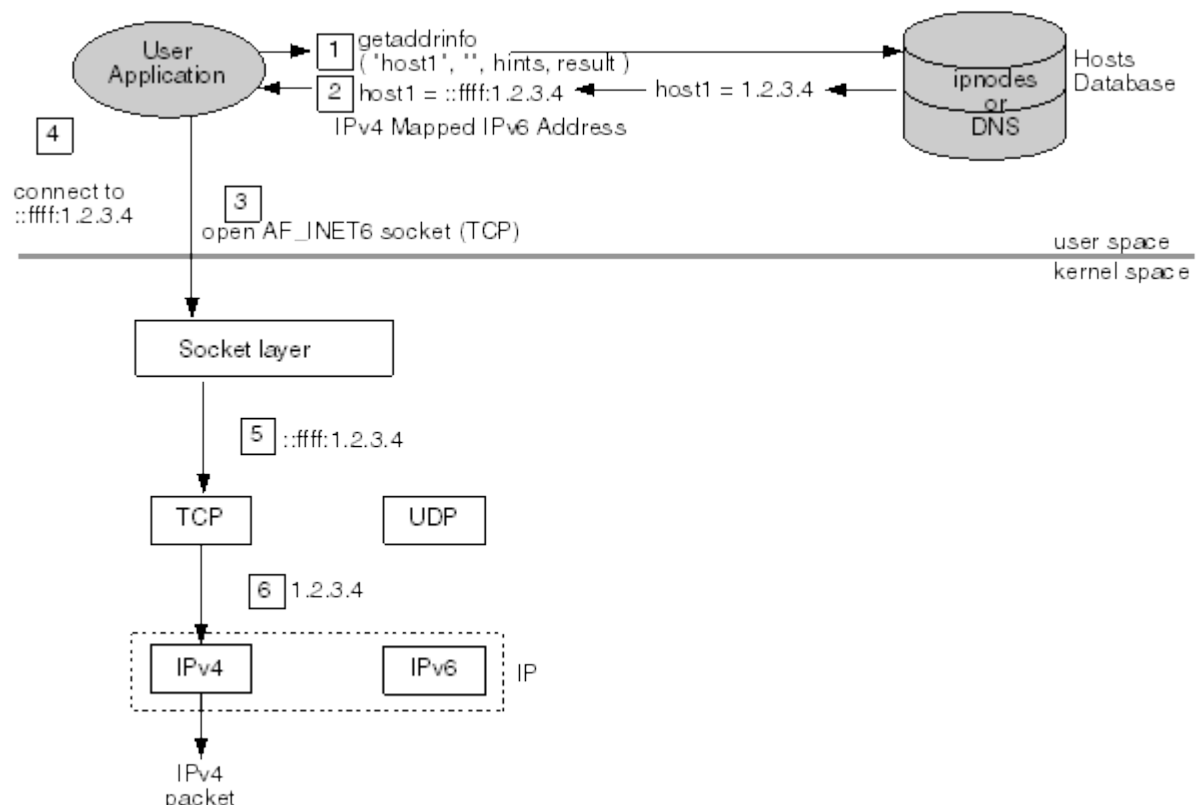 User
Application
1
getaddrinfo
( "host1", "", hints, result )
2
host1 = ::ffff:1.2.3.4
host1 = 1.2.3.4
IPv4 Mapped IPv6 Address
ipnodes
or
DNS
Hosts
Database
4
connect to
::ffff:1.2.3.4
3
open AF_INET6 socket (TCP)
user space
kernel space
Socket layer
5
::ffff:1.2.3.4
TCP
UDP
6
1.2.3.4
IPv4
IPv6
IP
IPv4
packet